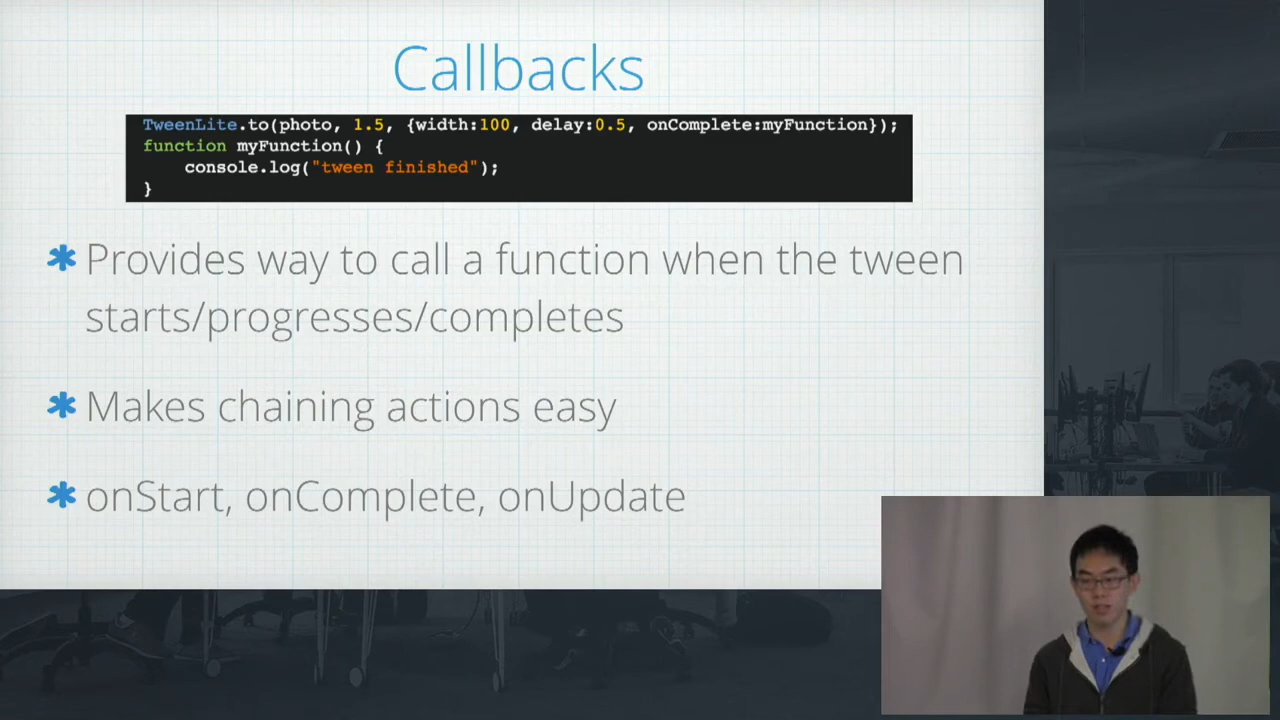 Callbacks
TweenLite.to(photo, 1.5, {width:100, delay:0.5, onComplete:myFunction});
function myFunction() {
    console.log("tween finished");
}
* Provides way to call a function when the tween
starts/progresses/completes
* Makes chaining actions easy
* onStart, onComplete, onUpdate